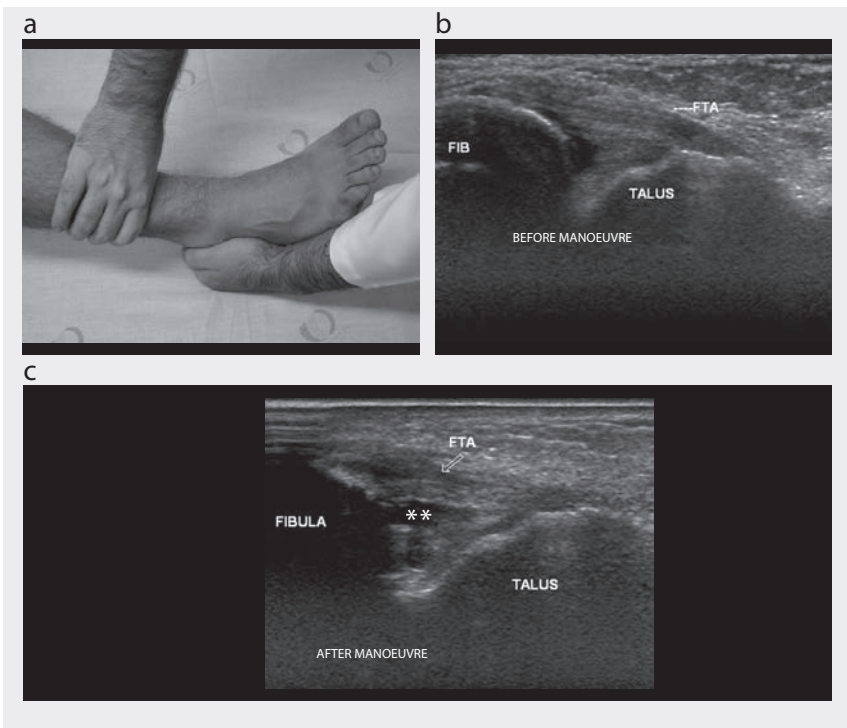 a
b
---FTA
FIB
TALUS
BEFORE MANOEUVRE
c
FTA
**
FIBULA
TALUS
AFTER MANOEUVRE